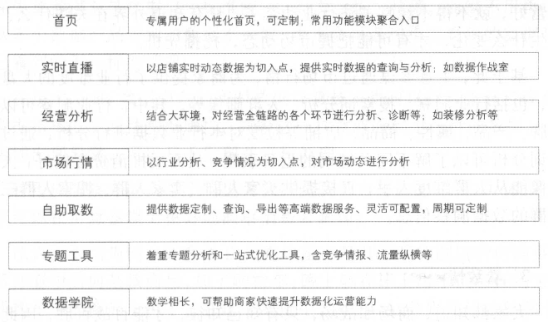 首页 专属用户的个性化首页，可定制；常用功能模块聚合入口
实时直播 以店铺实时动态数据为切入点，提供实时数据的查询与分析；如数据作战室
经营分析 结合大环境，对经营全链路的各个环节进行分析、诊断等；如装修分析等
市场行情 以行业分析、竞争情况为切入点，对市场动态进行分析
自助取数 提供数据定制、查询、导出等高端数据服务、灵活可配置，周期可定制
专题工具 着重专题分析和一站式优化工具，含竞争情报、流量纵横等
数据学院 教学相长，可帮助商家快速提升数据化运营能力